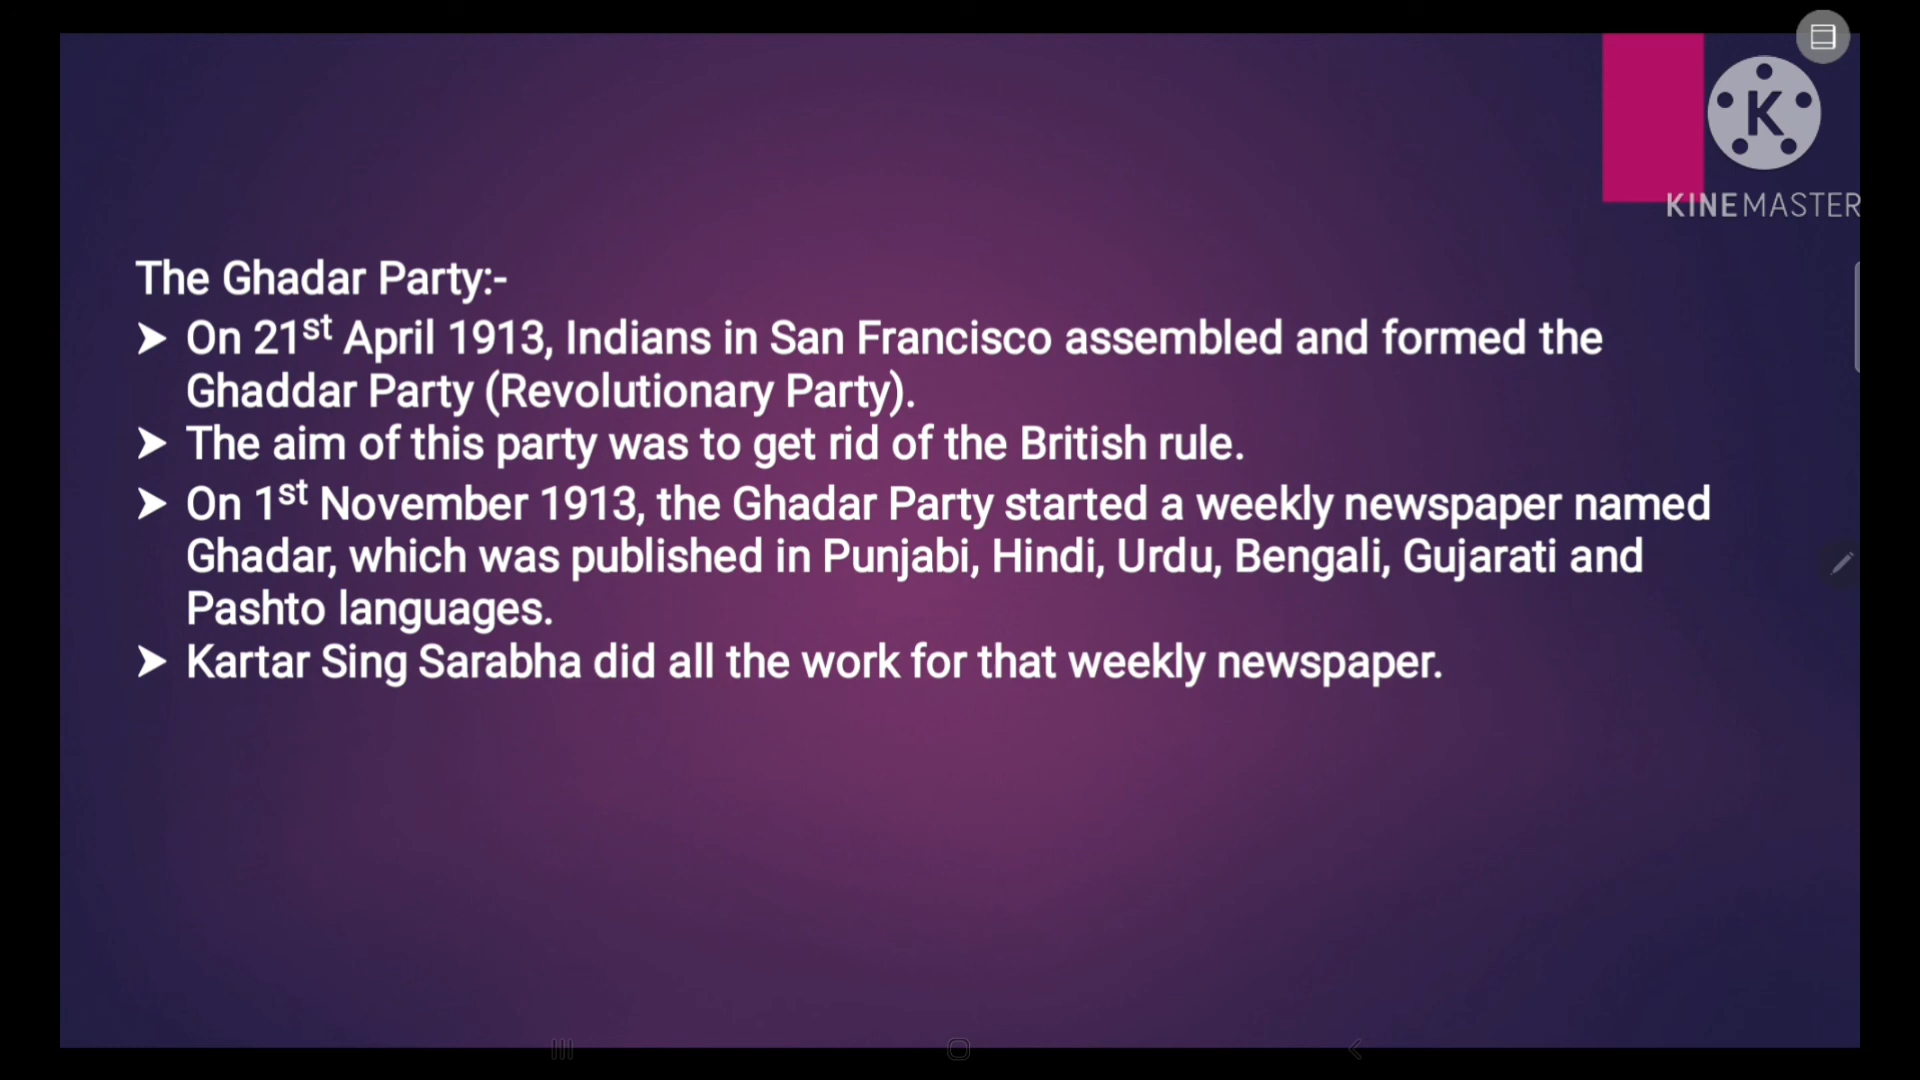 K
KINEMASTER
The Ghadar Party:-
➤ On 21st April 1913, Indians in San Francisco assembled and formed the
Ghaddar Party (Revolutionary Party).
➤ The aim of this party was to get rid of the British rule.
➤ On 1st November 1913, the Ghadar Party started a weekly newspaper named
Ghadar, which was published in Punjabi, Hindi, Urdu, Bengali, Gujarati and
Pashto languages.
➤ Kartar Sing Sarabha did all the work for that weekly newspaper.